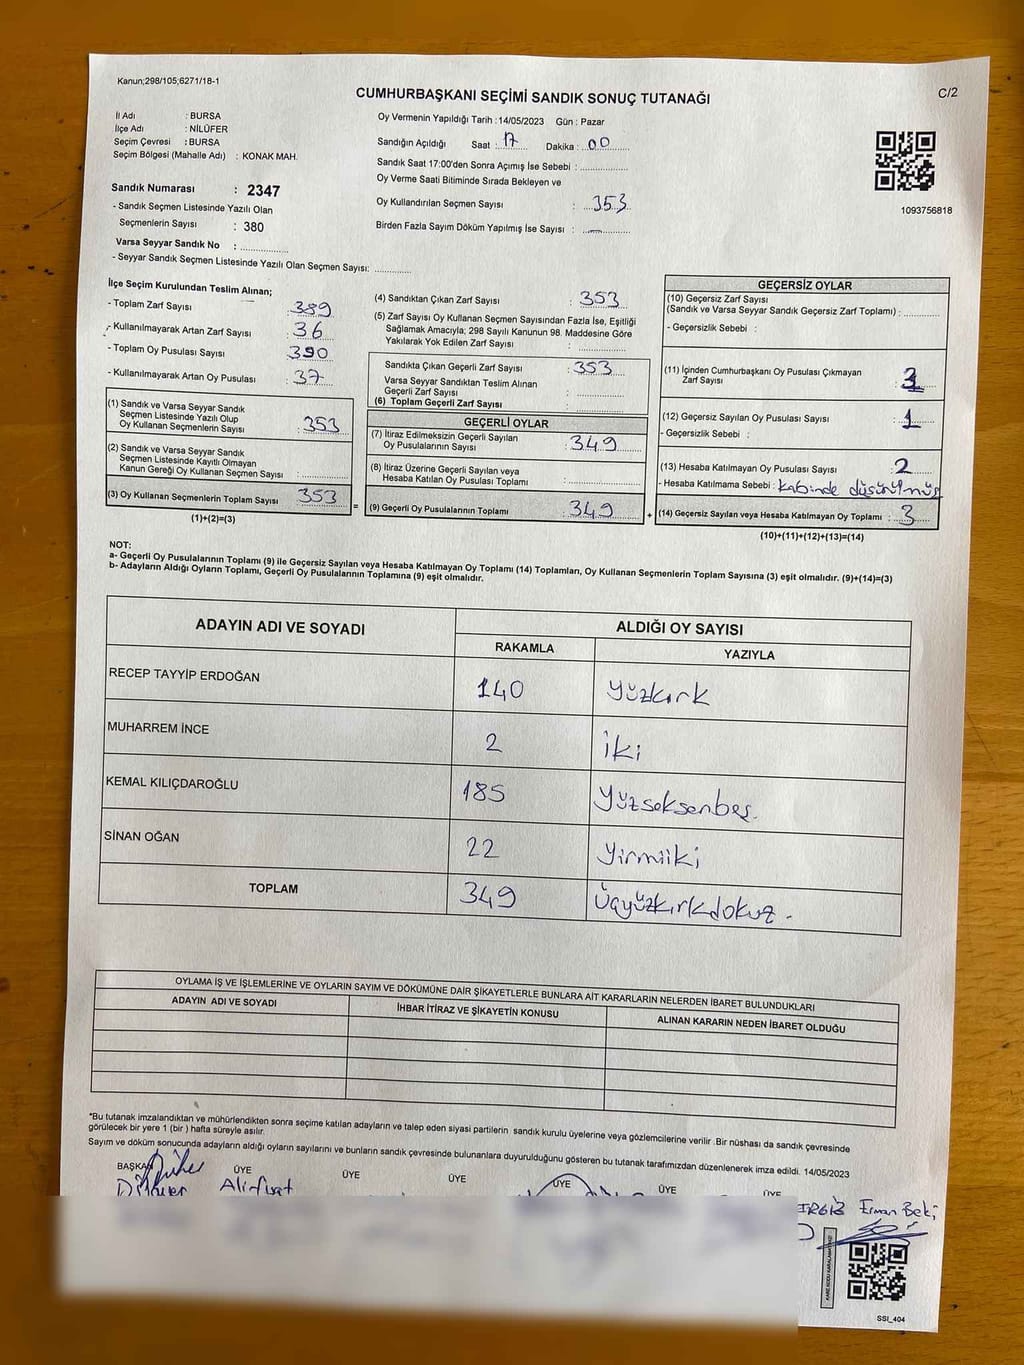 Kanun;298/105;6271/18-1
C/2
CUMHURBAŞKANI SEÇİMİ SANDIK SONUÇ TUTANAĞI
İl Adı : BURSA
İlçe Adı : NİLÜFER
Seçim Çevresi : BURSA
Seçim Bölgesi (Mahalle Adı) : KONAK MAH.
Sandık Numarası : 2347
- Sandık Seçmen Listesinde Yazılı Olan
Seçmenlerin Sayısı : 380
Varsa Seyyar Sandık No : ..............
- Seyyar Sandık Seçmen Listesinde Yazılı Olan Seçmen Sayısı: ............
Oy Vermenin Yapıldığı Tarih :14/05/2023 Gün : Pazar
Sandığın Açıldığı Saat : 17 Dakika : 00
Sandık Saat 17:00'den Sonra Açımış İse Sebebi : ..............
Oy Verme Saati Bitiminde Sırada Bekleyen ve
Oy Kullandırılan Seçmen Sayısı : 353
Birden Fazla Sayım Döküm Yapılmış İse Sayısı : ..............
1093756818
İlçe Seçim Kurulundan Teslim Alınan;
- Toplam Zarf Sayısı : 389
- Kullanılmayarak Artan Zarf Sayısı : 36
- Toplam Oy Pusulası Sayısı : 390
- Kullanılmayarak Artan Oy Pusulası : 37
(1) Sandık ve Varsa Seyyar Sandık
Seçmen Listesinde Yazılı Olup
Oy Kullanan Seçmenlerin Sayısı : 353
(2) Sandık ve Varsa Seyyar Sandık
Seçmen Listesinde Kayıtlı Olmayan
Kanun Gereği Oy Kullanan Seçmen Sayısı : ..............
(3) Oy Kullanan Seçmenlerin Toplam Sayısı 353
(1)+(2)=(3)
(4) Sandıktan Çıkan Zarf Sayısı : 353
(5) Zarf Sayısı Oy Kullanan Seçmen Sayısından Fazla İse, Eşitliği
Sağlamak Amacıyla; 298 Sayılı Kanunun 98. Maddesine Göre
Yakılarak Yok Edilen Zarf Sayısı : ..............
Sandıkta Çıkan Geçerli Zarf Sayısı : 353
Varsa Seyyar Sandıktan Teslim Alınan
Geçerli Zarf Sayısı : ..............
(6) Toplam Geçerli Zarf Sayısı : ..............
GEÇERLİ OYLAR
(7) İtiraz Edilmeksizin Geçerli Sayılan
Oy Pusulalarının Sayısı : 349
(8) İtiraz Üzerine Geçerli Sayılan veya
Hesaba Katılan Oy Pusulası Toplamı : ..............
= (9) Geçerli Oy Pusulalarının Toplamı : 349 +
GEÇERSİZ OYLAR
(10) Geçersiz Zarf Sayısı
(Sandık ve Varsa Seyyar Sandık Geçersiz Zarf Toplamı) : ............
- Geçersizlik Sebebi :
(11) İçinden Cumhurbaşkanı Oy Pusulası Çıkmayan
Zarf Sayısı :
(12) Geçersiz Sayılan Oy Pusulası Sayısı : 1
- Geçersizlik Sebebi :
(13) Hesaba Katılmayan Oy Pusulası Sayısı : 2
- Hesaba Katılmama Sebebi : kabinde düşürülmüş
(14) Geçersiz Sayılan veya Hesaba Katılmayan Oy Toplamı : 3
(10)+(11)+(12)+(13)=(14)
NOT:
a- Geçerli Oy Pusulalarının Toplamı (9) ile Geçersiz Sayılan veya Hesaba Katılmayan Oy Toplamı (14) Toplamları, Oy Kullanan Seçmenlerin Toplam Sayısına (3) eşit olmalıdır. (9)+(14)=(3)
b- Adayların Aldığı Oyların Toplamı, Geçerli Oy Pusulalarının Toplamına (9) eşit olmalıdır.
ADAYIN ADI VE SOYADI ALDIĞI OY SAYISI
RAKAMLA YAZIYLA
RECEP TAYYİP ERDOĞAN 140 Yüzkırk
MUHARREM İNCE 2 iki
KEMAL KILIÇDAROĞLU 185 Yüzseksenbeş.
SİNAN OĞAN 22 Yirmiiki
TOPLAM 349 Üçyüzkırkdokuz.
OYLAMA İŞ VE İŞLEMLERİNE VE OYLARIN SAYIM VE DÖKÜMÜNE DAİR ŞİKAYETLERLE BUNLARA AİT KARARLARIN NELERDEN İBARET BULUNDUKLARI
ADAYIN ADI VE SOYADI İHBAR İTİRAZ VE ŞİKAYETİN KONUSU ALINAN KARARIN NEDEN İBARET OLDUĞU
*Bu tutanak imzalandıktan ve mühürlendikten sonra seçime katılan adayların ve talep eden siyasi partilerin sandık kurulu üyelerine veya gözlemcilerine verilir .Bir nüshası da sandık çevresinde
görülecek bir yere 1 (bir ) hafta süreyle asılır.
Sayım ve döküm sonucunda adayların aldığı oyların sayılarını ve bunların sandık çevresinde bulunanlara duyurulduğunu gösteren bu tutanak tarafımızdan düzenlenerek imza edildi. 14/05/2023
BAŞKAN ÜYE ÜYE ÜYE ÜYE ÜYE ÜYE
Alifuat
Erman Beki
SSI_404